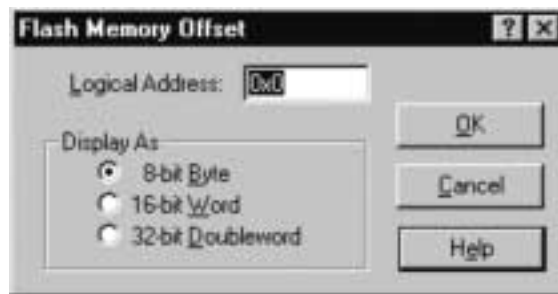 Flash Memory Offset
Logical Address: 0x0
OK
Display As
8-bit Byte
Cancel
16-bit Word
32-bit Doubleword
Help